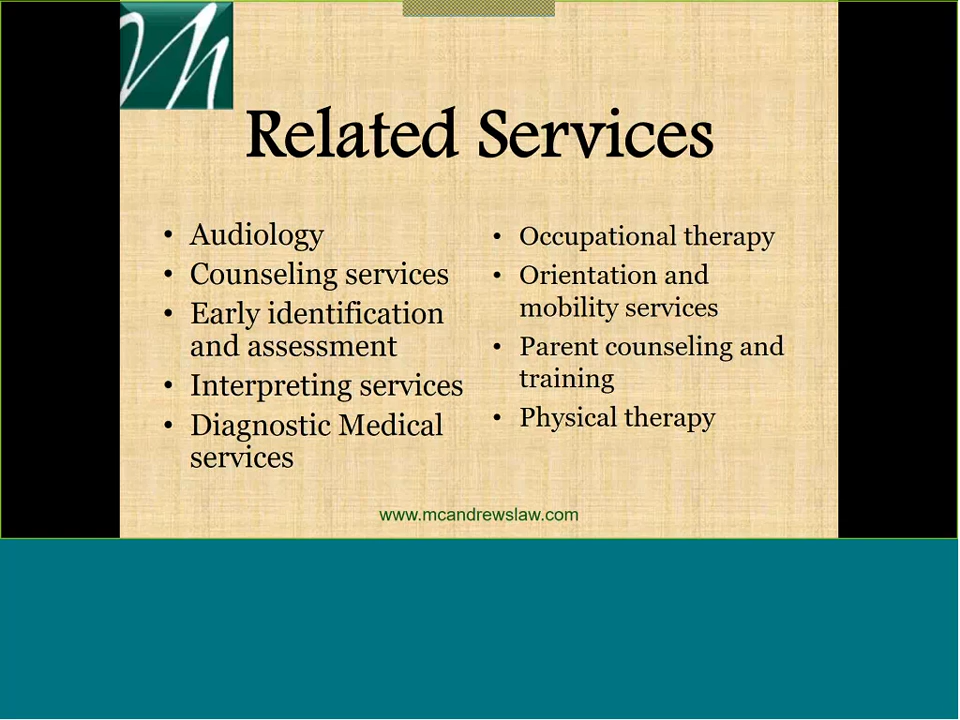 Related Services
• Audiology
• Counseling services
• Early identification
and assessment
• Interpreting services
• Diagnostic Medical
services
• Occupational therapy
• Orientation and
mobility services
• Parent counseling and
training
• Physical therapy
www.mcandrewslaw.com